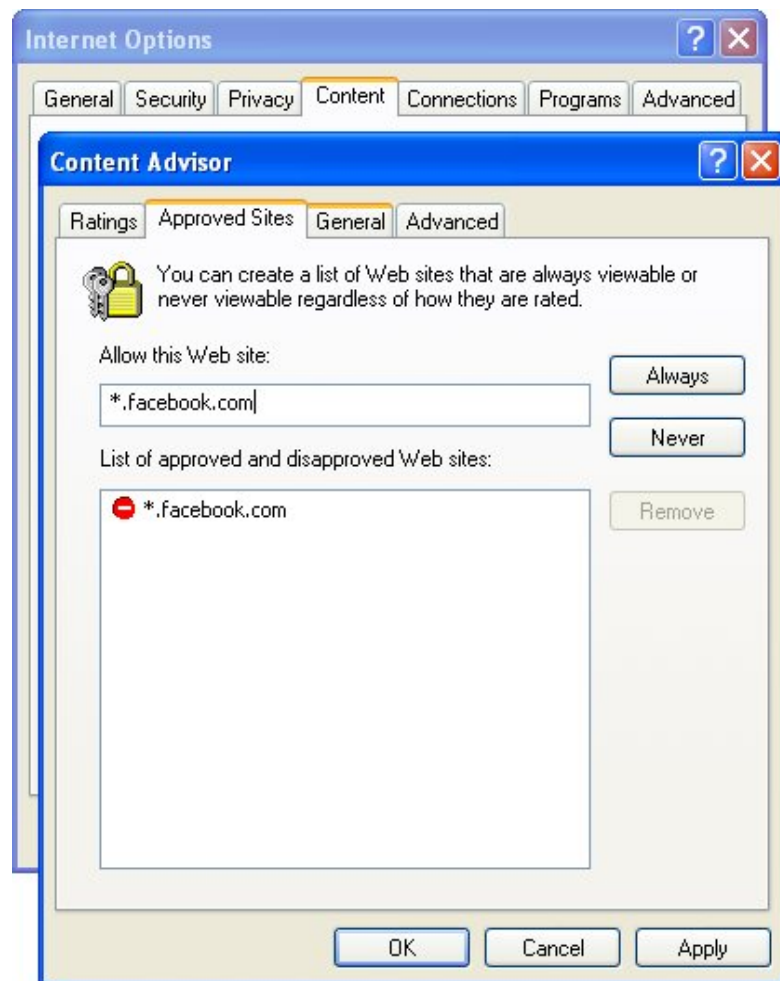 Internet Options
General Security Privacy Content Connections Programs Advanced
Content Advisor
Ratings Approved Sites General Advanced
You can create a list of Web sites that are always viewable or
never viewable regardless of how they are rated.
Allow this Web site:
Always
*.facebook.com
Never
List of approved and disapproved Web sites:
*.facebook.com
Remove
OK Cancel Apply